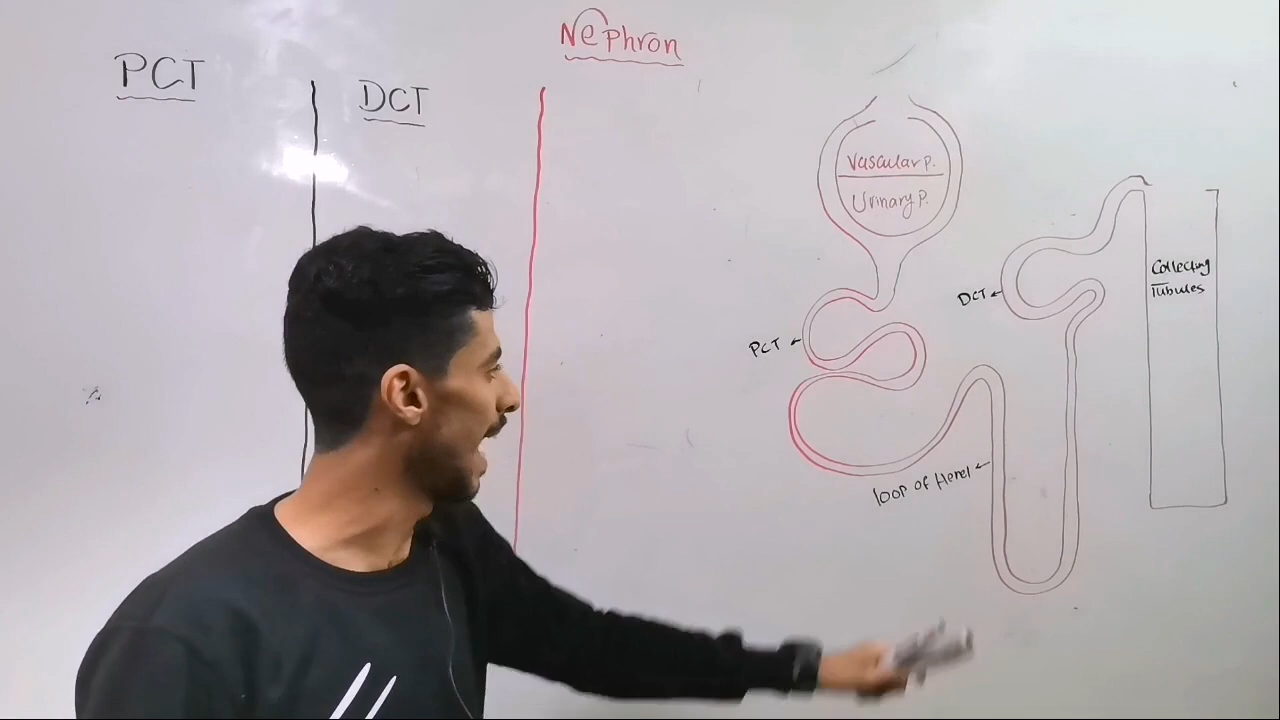 Nephron
PCT
DCT
Vascular P.
Urinary P.
Collecting
Tubules
DCT
PCT
loop of Henel